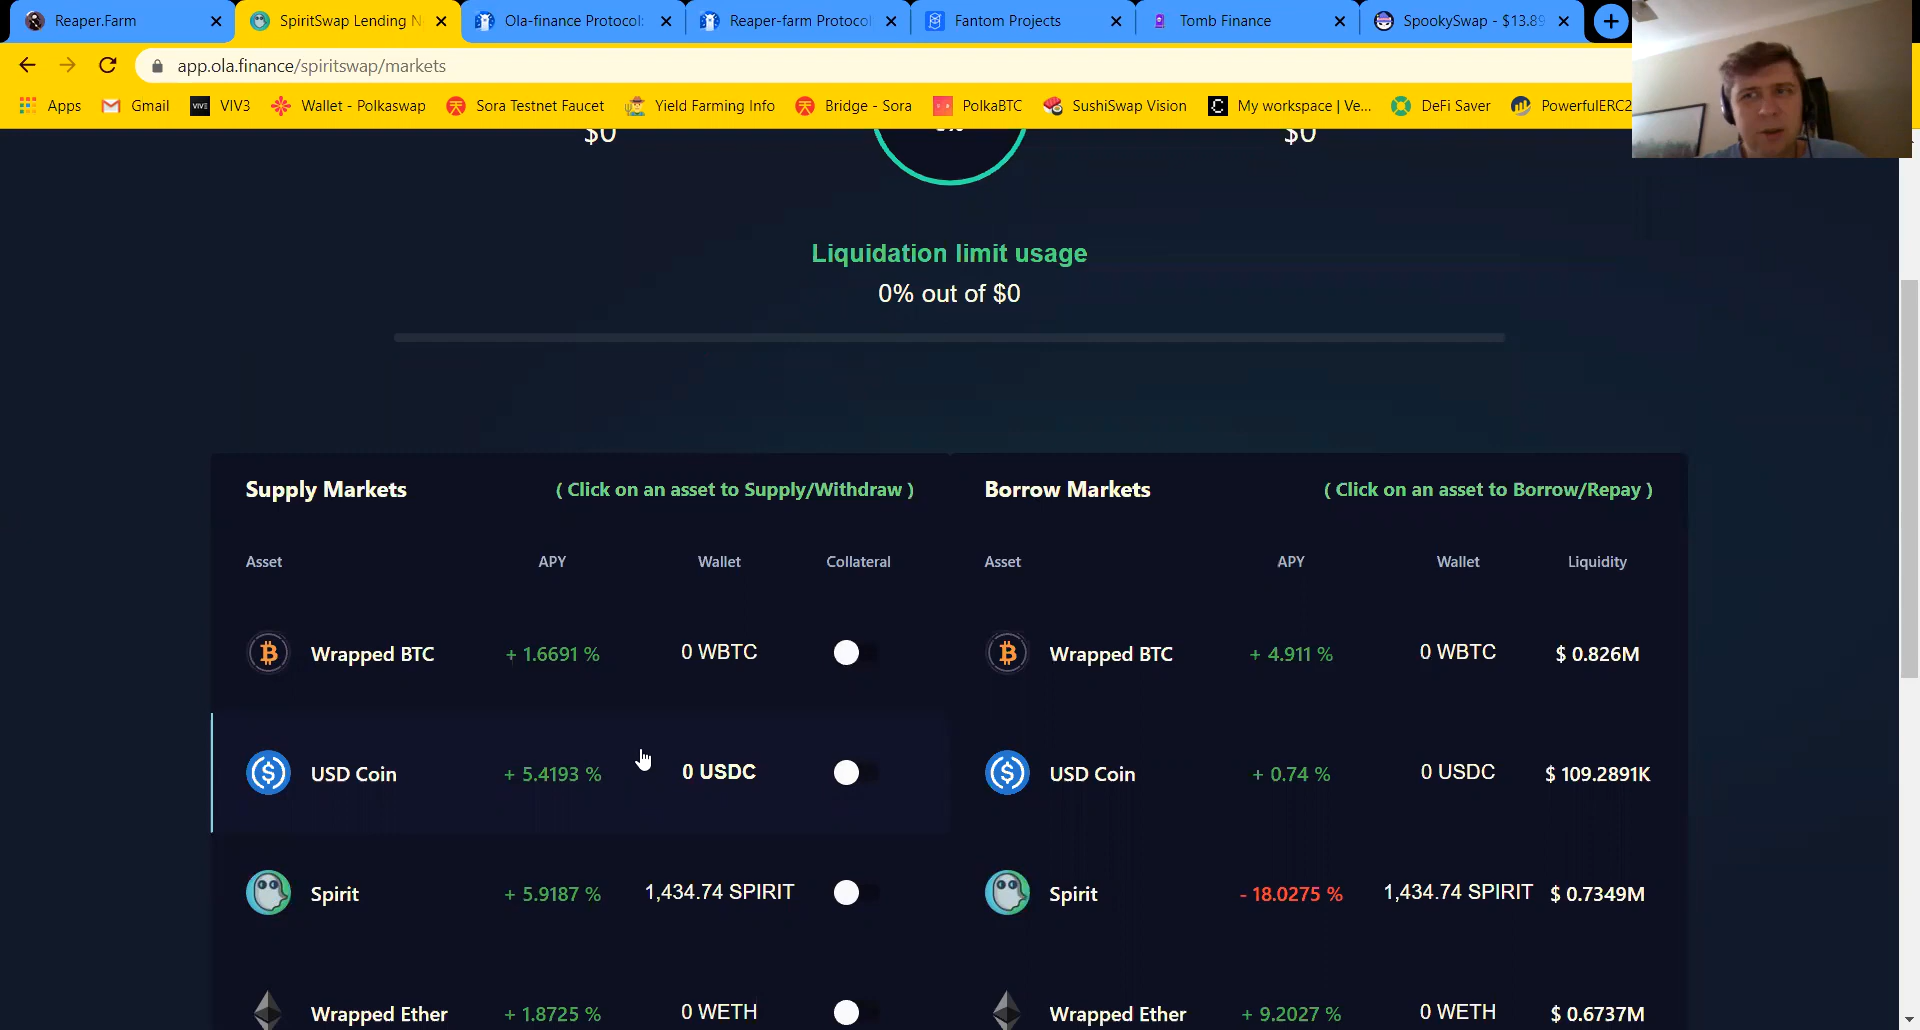 Reaper.Farm
SpiritSwap Lending N
Ola-finance Protocol:
Reaper-farm Protocol
Fantom Projects
Tomb Finance
SpookySwap - $13.89
app.ola.finance/spiritswap/markets
Apps
Gmail
VIV3
Wallet - Polkaswap
Sora Testnet Faucet
Yield Farming Info
Bridge - Sora
PolkaBTC
SushiSwap Vision
My workspace | Ve...
DeFi Saver
PowerfulERC2
$0
$0
Liquidation limit usage
0% out of $0
Supply Markets
( Click on an asset to Supply/Withdraw )
Asset APY Wallet Collateral
Wrapped BTC + 1.6691 % 0 WBTC
USD Coin + 5.4193 % 0 USDC
Spirit + 5.9187 % 1,434.74 SPIRIT
Wrapped Ether + 1.8725 % 0 WETH
Borrow Markets
( Click on an asset to Borrow/Repay )
Asset APY Wallet Liquidity
Wrapped BTC + 4.911 % 0 WBTC $ 0.826M
USD Coin + 0.74 % 0 USDC $ 109.2891K
Spirit - 18.0275 % 1,434.74 SPIRIT $ 0.7349M
Wrapped Ether + 9.2027 % 0 WETH $ 0.6737M